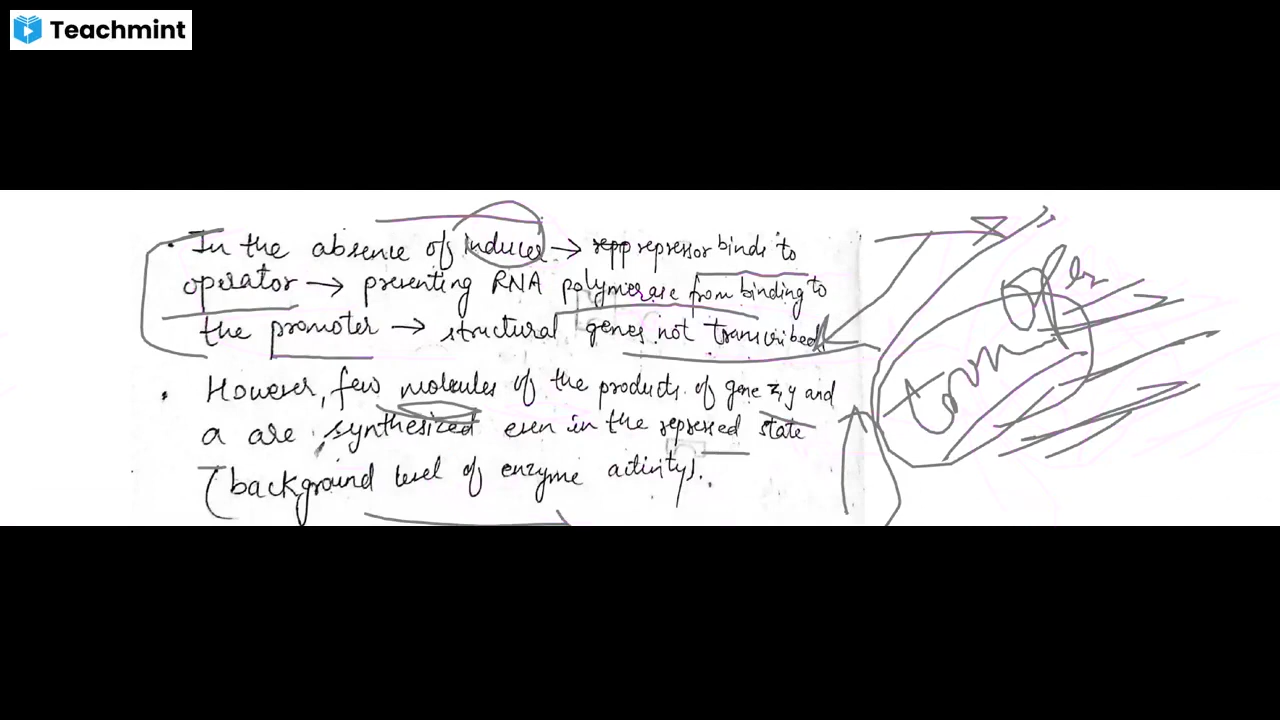 Teachmint
• In the absence of inducer → repp repressor binds to
operator → preventing RNA polymerase from binding to
the promoter → structural genes not transcribed.
• However, few molecules of the products of gene z, y and
a are synthesized even in the repressed state
(background level of enzyme activity).